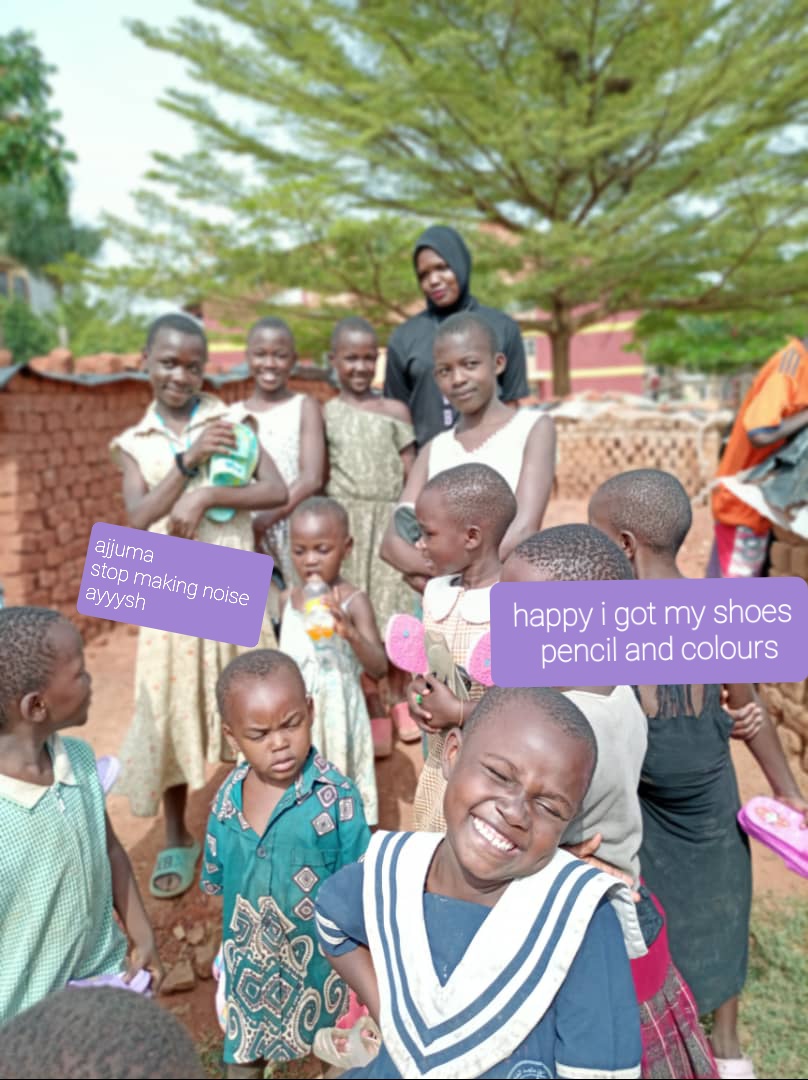 ajjuma
stop making noise
ayyysh
happy i got my shoes
pencil and colours